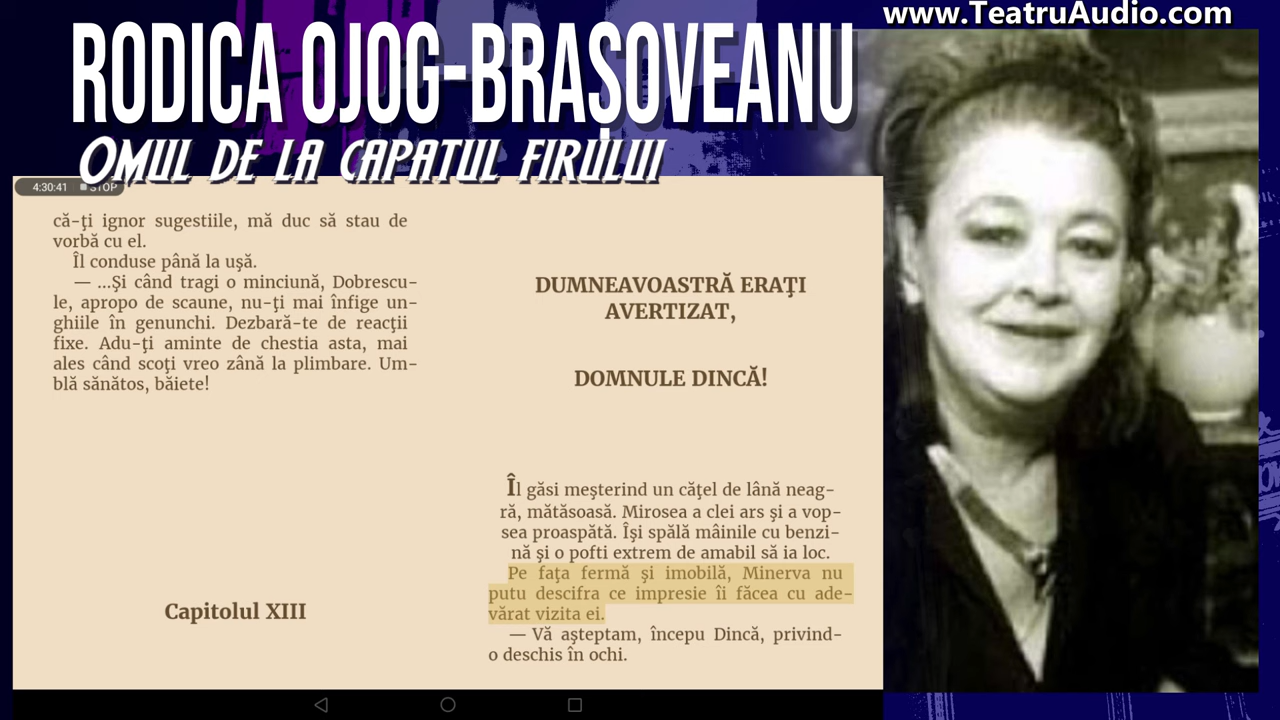 www.TeatruAudio.com
RODICA OJOG-BRAȘOVEANU
OMUL DE LA CAPATUL FIRULUI
4:30:41 STOP
că-ţi ignor sugestiile, mă duc să stau de
vorbă cu el.
Îl conduse până la uşă.
— ...Şi când tragi o minciună, Dobrescu-
le, apropo de scaune, nu-ţi mai înfige un-
ghiile în genunchi. Dezbară-te de reacţii
fixe. Adu-ţi aminte de chestia asta, mai
ales când scoţi vreo zână la plimbare. Um-
blă sănătos, băiete!
Capitolul XIII
DUMNEAVOASTRĂ ERAŢI
AVERTIZAT,
DOMNULE DINCĂ!
Îl găsi meşterind un căţel de lână neag-
ră, mătăsoasă. Mirosea a clei ars şi a vop-
sea proaspătă. Îşi spălă mâinile cu benzi-
nă şi o pofti extrem de amabil să ia loc.
Pe faţa fermă şi imobilă, Minerva nu
putu descifra ce impresie îi făcea cu ade-
vărat vizita ei.
— Vă aşteptam, începu Dincă, privind-
o deschis în ochi.